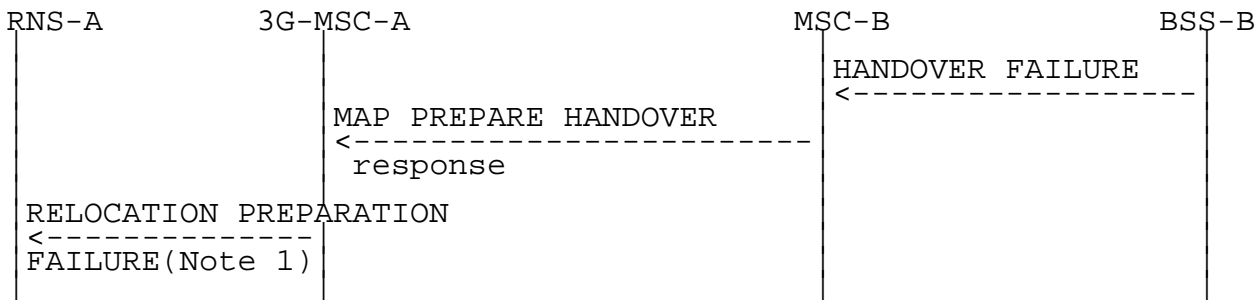 RNS-A 3G-MSC-A MSC-B BSS-B
HANDOVER FAILURE
MAP PREPARE HANDOVER
response
RELOCATION PREPARATION
FAILURE(Note 1)